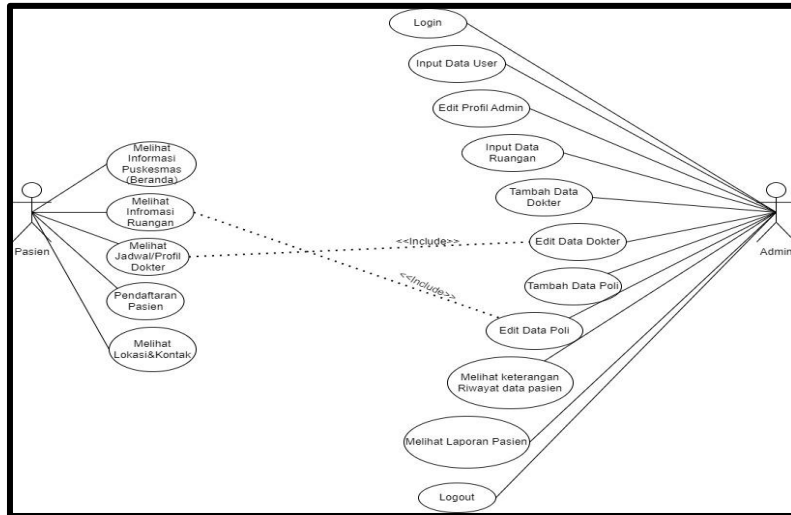 Login
Input Data User
Edit Profil Admin
Input Data
Ruangan
Tambah Data
Dokter
Edit Data Dokter
Tambah Data Poli
Edit Data Poli
Melihat keterangan
Riwayat data pasien
Melihat Laporan Pasien
Logout
Admin
<<Include>>
<<Include>>
Melihat
Informasi
Puskesmas
(Beranda)
Melihat
Infromasi
Ruangan
Melihat
Jadwal/Profil
Dokter
Pendaftaran
Pasien
Melihat
Lokasi&Kontak
Pasien